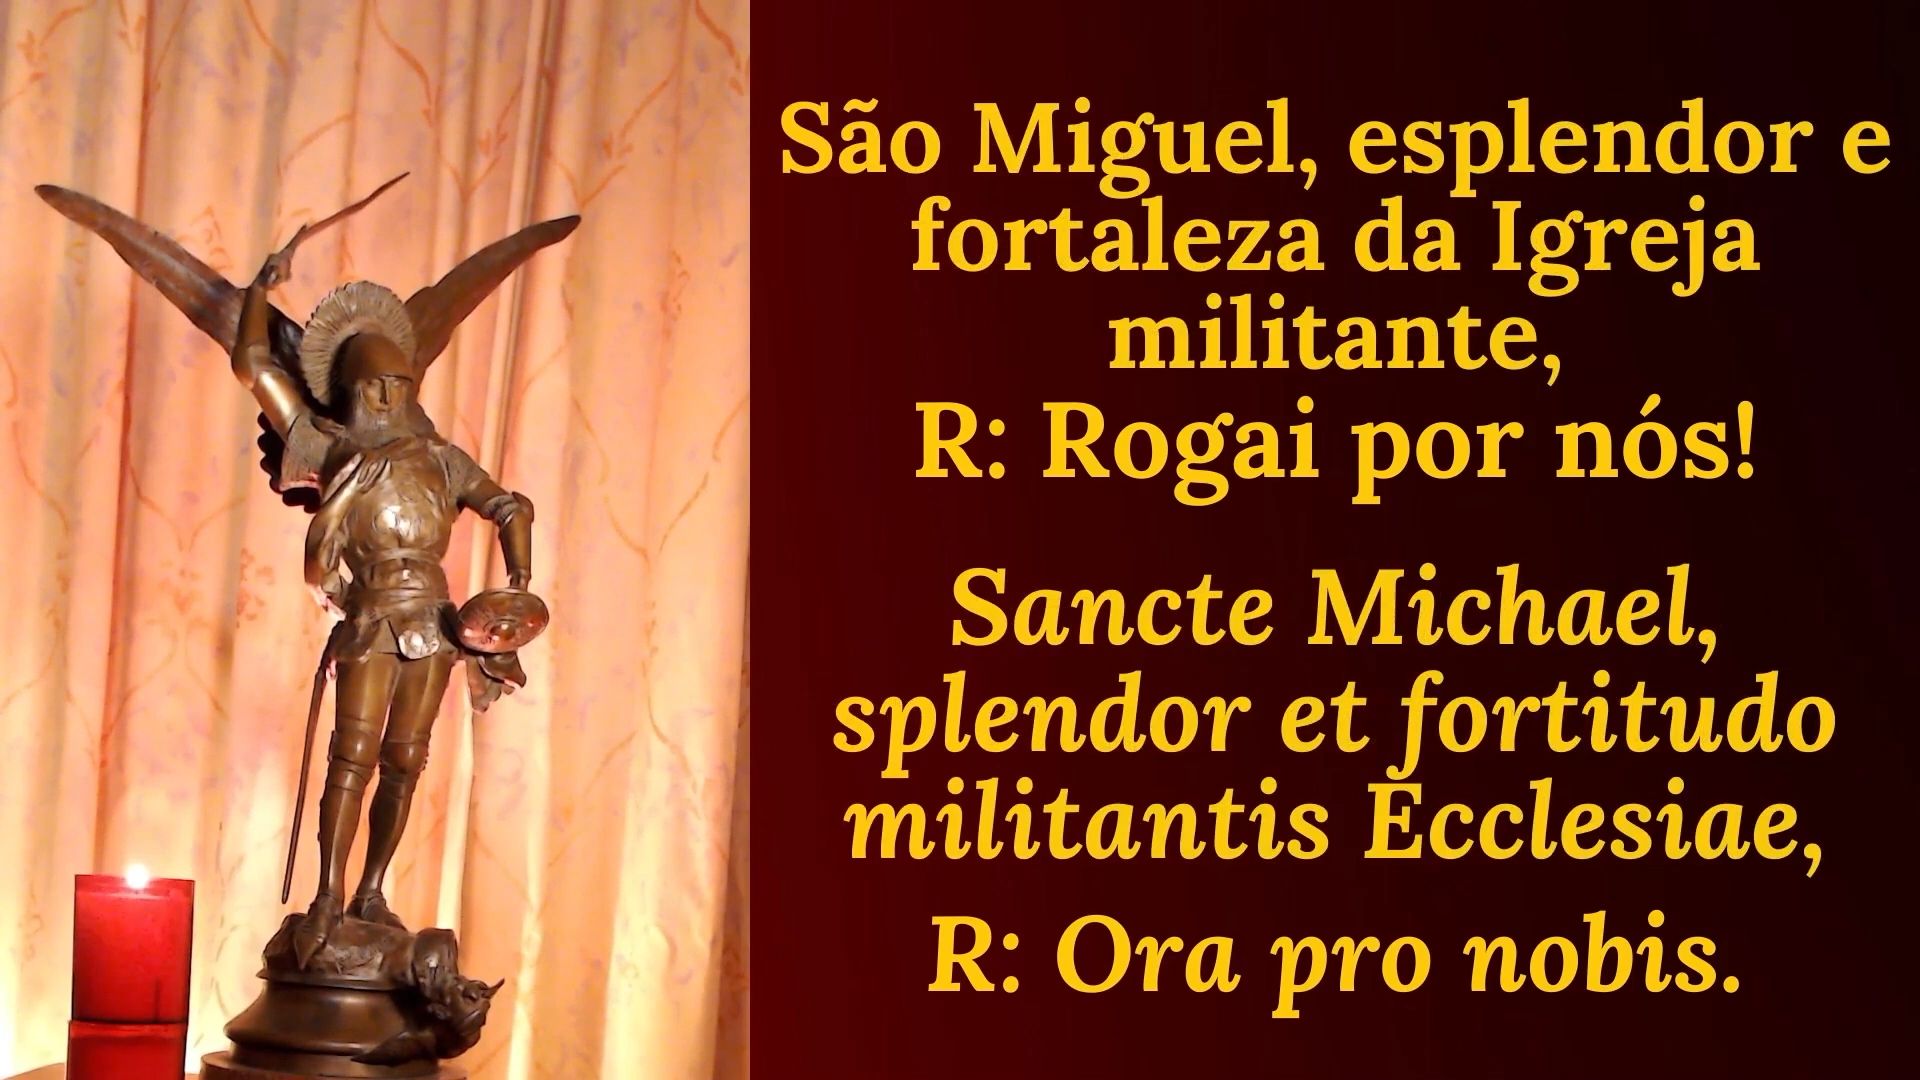 São Miguel, esplendor e
fortaleza da Igreja
militante,
R: Rogai por nós!
Sancte Michael,
splendor et fortitudo
militantis Ecclesiae,
R: Ora pro nobis.